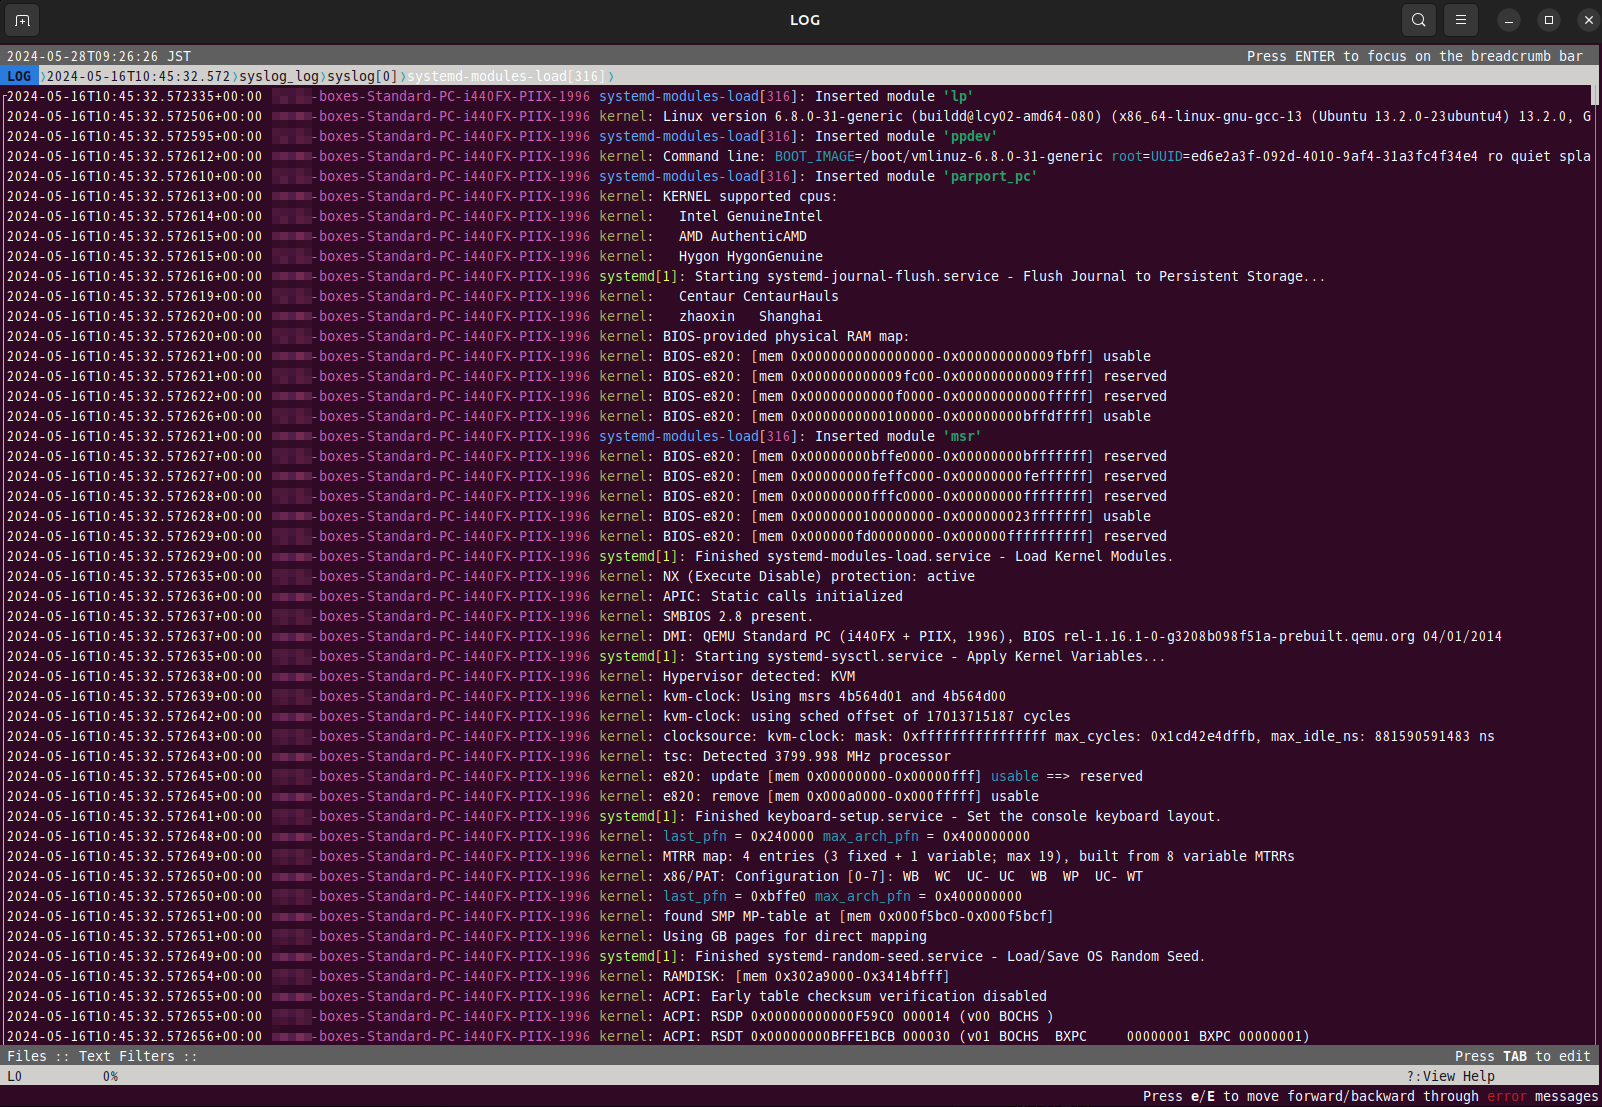 LOG
2024-05-28T09:26:26 JST Press ENTER to focus on the breadcrumb bar
LOG ⟩2024-05-16T10:45:32.572⟩syslog_log⟩syslog[0]⟩systemd-modules-load[316]⟩
2024-05-16T10:45:32.572335+00:00 -boxes-Standard-PC-i440FX-PIIX-1996 systemd-modules-load[316]: Inserted module 'lp'
2024-05-16T10:45:32.572506+00:00 -boxes-Standard-PC-i440FX-PIIX-1996 kernel: Linux version 6.8.0-31-generic (buildd@lcy02-amd64-080) (x86_64-linux-gnu-gcc-13 (Ubuntu 13.2.0-23ubuntu4) 13.2.0, G
2024-05-16T10:45:32.572595+00:00 -boxes-Standard-PC-i440FX-PIIX-1996 systemd-modules-load[316]: Inserted module 'ppdev'
2024-05-16T10:45:32.572612+00:00 -boxes-Standard-PC-i440FX-PIIX-1996 kernel: Command line: BOOT_IMAGE=/boot/vmlinuz-6.8.0-31-generic root=UUID=ed6e2a3f-092d-4010-9af4-31a3fc4f34e4 ro quiet spla
2024-05-16T10:45:32.572610+00:00 -boxes-Standard-PC-i440FX-PIIX-1996 systemd-modules-load[316]: Inserted module 'parport_pc'
2024-05-16T10:45:32.572613+00:00 -boxes-Standard-PC-i440FX-PIIX-1996 kernel: KERNEL supported cpus:
2024-05-16T10:45:32.572614+00:00 -boxes-Standard-PC-i440FX-PIIX-1996 kernel:   Intel GenuineIntel
2024-05-16T10:45:32.572615+00:00 -boxes-Standard-PC-i440FX-PIIX-1996 kernel:   AMD AuthenticAMD
2024-05-16T10:45:32.572615+00:00 -boxes-Standard-PC-i440FX-PIIX-1996 kernel:   Hygon HygonGenuine
2024-05-16T10:45:32.572616+00:00 -boxes-Standard-PC-i440FX-PIIX-1996 systemd[1]: Starting systemd-journal-flush.service - Flush Journal to Persistent Storage...
2024-05-16T10:45:32.572619+00:00 -boxes-Standard-PC-i440FX-PIIX-1996 kernel:   Centaur CentaurHauls
2024-05-16T10:45:32.572620+00:00 -boxes-Standard-PC-i440FX-PIIX-1996 kernel:   zhaoxin   Shanghai
2024-05-16T10:45:32.572620+00:00 -boxes-Standard-PC-i440FX-PIIX-1996 kernel: BIOS-provided physical RAM map:
2024-05-16T10:45:32.572621+00:00 -boxes-Standard-PC-i440FX-PIIX-1996 kernel: BIOS-e820: [mem 0x0000000000000000-0x000000000009fbff] usable
2024-05-16T10:45:32.572621+00:00 -boxes-Standard-PC-i440FX-PIIX-1996 kernel: BIOS-e820: [mem 0x000000000009fc00-0x000000000009ffff] reserved
2024-05-16T10:45:32.572622+00:00 -boxes-Standard-PC-i440FX-PIIX-1996 kernel: BIOS-e820: [mem 0x00000000000f0000-0x00000000000fffff] reserved
2024-05-16T10:45:32.572626+00:00 -boxes-Standard-PC-i440FX-PIIX-1996 kernel: BIOS-e820: [mem 0x0000000000100000-0x00000000bffdffff] usable
2024-05-16T10:45:32.572621+00:00 -boxes-Standard-PC-i440FX-PIIX-1996 systemd-modules-load[316]: Inserted module 'msr'
2024-05-16T10:45:32.572627+00:00 -boxes-Standard-PC-i440FX-PIIX-1996 kernel: BIOS-e820: [mem 0x00000000bffe0000-0x00000000bfffffff] reserved
2024-05-16T10:45:32.572627+00:00 -boxes-Standard-PC-i440FX-PIIX-1996 kernel: BIOS-e820: [mem 0x00000000feffc000-0x00000000feffffff] reserved
2024-05-16T10:45:32.572628+00:00 -boxes-Standard-PC-i440FX-PIIX-1996 kernel: BIOS-e820: [mem 0x00000000fffc0000-0x00000000ffffffff] reserved
2024-05-16T10:45:32.572628+00:00 -boxes-Standard-PC-i440FX-PIIX-1996 kernel: BIOS-e820: [mem 0x0000000100000000-0x000000023fffffff] usable
2024-05-16T10:45:32.572629+00:00 -boxes-Standard-PC-i440FX-PIIX-1996 kernel: BIOS-e820: [mem 0x000000fd00000000-0x000000ffffffffff] reserved
2024-05-16T10:45:32.572629+00:00 -boxes-Standard-PC-i440FX-PIIX-1996 systemd[1]: Finished systemd-modules-load.service - Load Kernel Modules.
2024-05-16T10:45:32.572635+00:00 -boxes-Standard-PC-i440FX-PIIX-1996 kernel: NX (Execute Disable) protection: active
2024-05-16T10:45:32.572636+00:00 -boxes-Standard-PC-i440FX-PIIX-1996 kernel: APIC: Static calls initialized
2024-05-16T10:45:32.572637+00:00 -boxes-Standard-PC-i440FX-PIIX-1996 kernel: SMBIOS 2.8 present.
2024-05-16T10:45:32.572637+00:00 -boxes-Standard-PC-i440FX-PIIX-1996 kernel: DMI: QEMU Standard PC (i440FX + PIIX, 1996), BIOS rel-1.16.1-0-g3208b098f51a-prebuilt.qemu.org 04/01/2014
2024-05-16T10:45:32.572635+00:00 -boxes-Standard-PC-i440FX-PIIX-1996 systemd[1]: Starting systemd-sysctl.service - Apply Kernel Variables...
2024-05-16T10:45:32.572638+00:00 -boxes-Standard-PC-i440FX-PIIX-1996 kernel: Hypervisor detected: KVM
2024-05-16T10:45:32.572639+00:00 -boxes-Standard-PC-i440FX-PIIX-1996 kernel: kvm-clock: Using msrs 4b564d01 and 4b564d00
2024-05-16T10:45:32.572642+00:00 -boxes-Standard-PC-i440FX-PIIX-1996 kernel: kvm-clock: using sched offset of 17013715187 cycles
2024-05-16T10:45:32.572643+00:00 -boxes-Standard-PC-i440FX-PIIX-1996 kernel: clocksource: kvm-clock: mask: 0xffffffffffffffff max_cycles: 0x1cd42e4dffb, max_idle_ns: 881590591483 ns
2024-05-16T10:45:32.572643+00:00 -boxes-Standard-PC-i440FX-PIIX-1996 kernel: tsc: Detected 3799.998 MHz processor
2024-05-16T10:45:32.572645+00:00 -boxes-Standard-PC-i440FX-PIIX-1996 kernel: e820: update [mem 0x00000000-0x00000fff] usable ==> reserved
2024-05-16T10:45:32.572645+00:00 -boxes-Standard-PC-i440FX-PIIX-1996 kernel: e820: remove [mem 0x000a0000-0x000fffff] usable
2024-05-16T10:45:32.572641+00:00 -boxes-Standard-PC-i440FX-PIIX-1996 systemd[1]: Finished keyboard-setup.service - Set the console keyboard layout.
2024-05-16T10:45:32.572648+00:00 -boxes-Standard-PC-i440FX-PIIX-1996 kernel: last_pfn = 0x240000 max_arch_pfn = 0x400000000
2024-05-16T10:45:32.572649+00:00 -boxes-Standard-PC-i440FX-PIIX-1996 kernel: MTRR map: 4 entries (3 fixed + 1 variable; max 19), built from 8 variable MTRRs
2024-05-16T10:45:32.572650+00:00 -boxes-Standard-PC-i440FX-PIIX-1996 kernel: x86/PAT: Configuration [0-7]: WB  WC  UC- UC  WB  WP  UC- WT
2024-05-16T10:45:32.572650+00:00 -boxes-Standard-PC-i440FX-PIIX-1996 kernel: last_pfn = 0xbffe0 max_arch_pfn = 0x400000000
2024-05-16T10:45:32.572651+00:00 -boxes-Standard-PC-i440FX-PIIX-1996 kernel: found SMP MP-table at [mem 0x000f5bc0-0x000f5bcf]
2024-05-16T10:45:32.572651+00:00 -boxes-Standard-PC-i440FX-PIIX-1996 kernel: Using GB pages for direct mapping
2024-05-16T10:45:32.572649+00:00 -boxes-Standard-PC-i440FX-PIIX-1996 systemd[1]: Finished systemd-random-seed.service - Load/Save OS Random Seed.
2024-05-16T10:45:32.572654+00:00 -boxes-Standard-PC-i440FX-PIIX-1996 kernel: RAMDISK: [mem 0x302a9000-0x3414bfff]
2024-05-16T10:45:32.572655+00:00 -boxes-Standard-PC-i440FX-PIIX-1996 kernel: ACPI: Early table checksum verification disabled
2024-05-16T10:45:32.572655+00:00 -boxes-Standard-PC-i440FX-PIIX-1996 kernel: ACPI: RSDP 0x00000000000F59C0 000014 (v00 BOCHS )
2024-05-16T10:45:32.572656+00:00 -boxes-Standard-PC-i440FX-PIIX-1996 kernel: ACPI: RSDT 0x00000000BFFE1BCB 000030 (v01 BOCHS  BXPC     00000001 BXPC 00000001)
Files :: Text Filters :: Press TAB to edit
L0 0% ?:View Help
Press e/E to move forward/backward through error messages